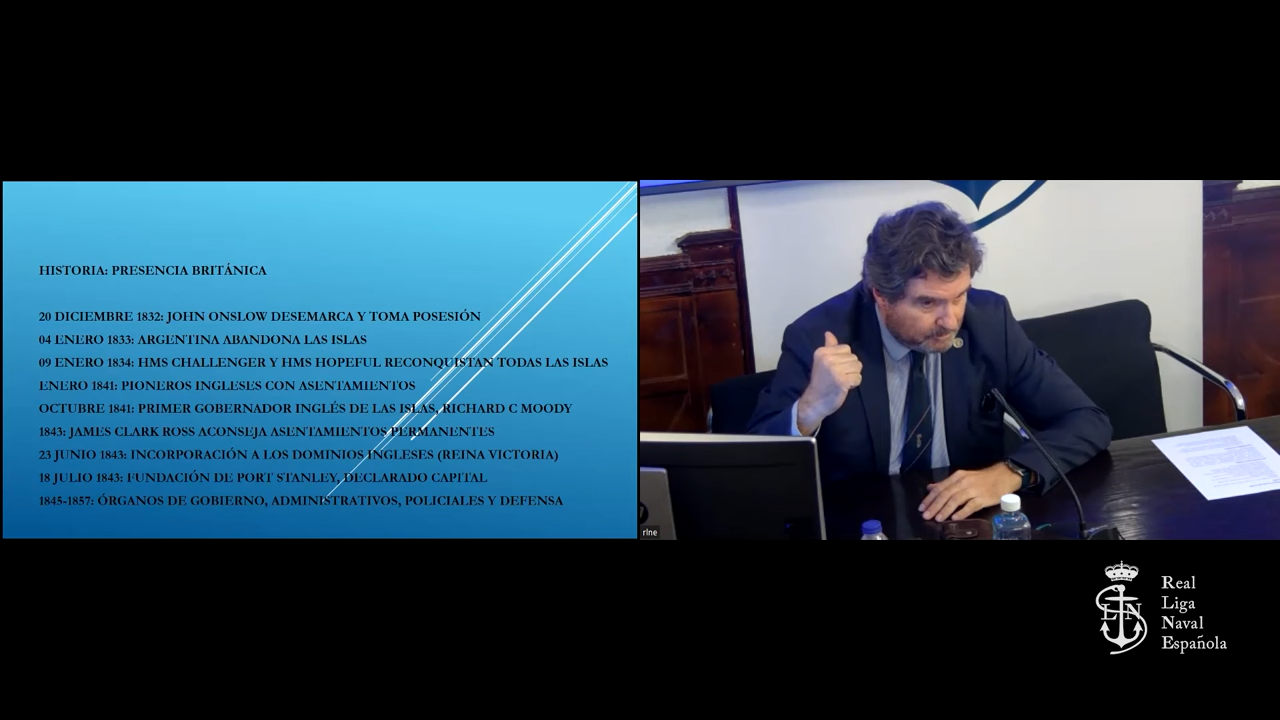 HISTORIA: PRESENCIA BRITÁNICA
20 DICIEMBRE 1832: JOHN ONSLOW DESEMARCA Y TOMA POSESIÓN
04 ENERO 1833: ARGENTINA ABANDONA LAS ISLAS
09 ENERO 1834: HMS CHALLENGER Y HMS HOPEFUL RECONQUISTAN TODAS LAS ISLAS
ENERO 1841: PIONEROS INGLESES CON ASENTAMIENTOS
OCTUBRE 1841: PRIMER GOBERNADOR INGLÉS DE LAS ISLAS, RICHARD C MOODY
1843: JAMES CLARK ROSS ACONSEJA ASENTAMIENTOS PERMANENTES
23 JUNIO 1843: INCORPORACIÓN A LOS DOMINIOS INGLESES (REINA VICTORIA)
18 JULIO 1843: FUNDACIÓN DE PORT STANLEY, DECLARADO CAPITAL
1845-1857: ÓRGANOS DE GOBIERNO, ADMINISTRATIVOS, POLICIALES Y DEFENSA
rlne
LN
Real
Liga
Naval
Española